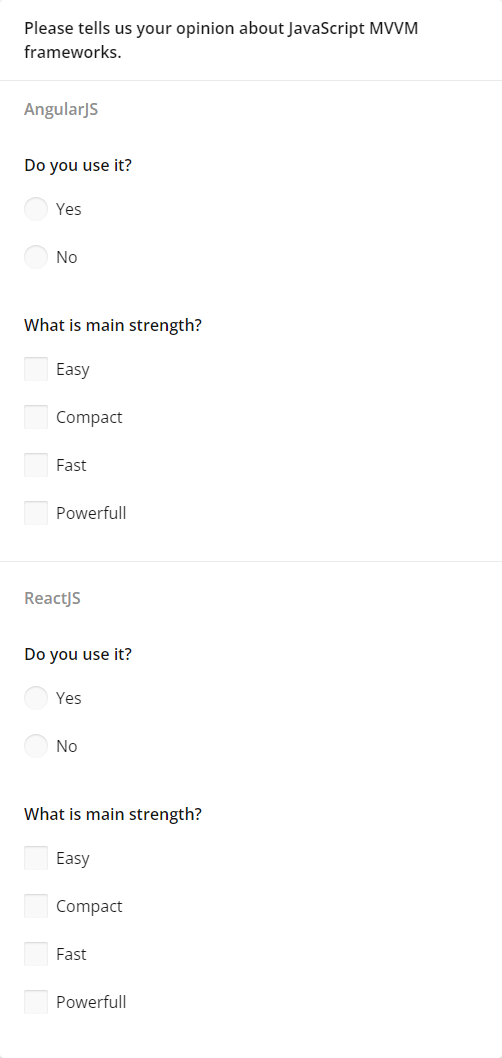 Please tells us your opinion about JavaScript MVVM
frameworks.
AngularJS
Do you use it?
Yes
No
What is main strength?
Easy
Compact
Fast
Powerfull
ReactJS
Do you use it?
Yes
No
What is main strength?
Easy
Compact
Fast
Powerfull